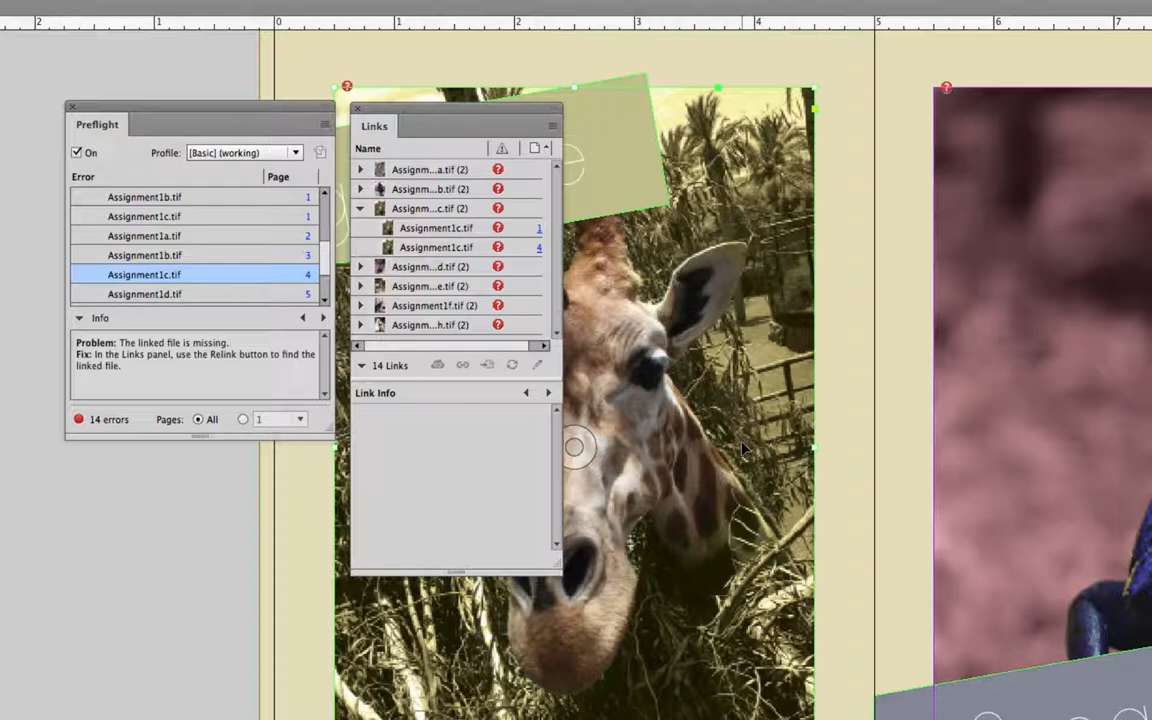 2 1 0 1 2 3 4 5 6 7
Preflight
On Profile: [Basic] (working)
Error Page
Assignment1b.tif 1
Assignment1c.tif 1
Assignment1a.tif 2
Assignment1b.tif 3
Assignment1c.tif 4
Assignment1d.tif 5
Info
Problem: The linked file is missing.
Fix: In the Links panel, use the Relink button to find the
linked file.
14 errors Pages: All 1
Links
Name
Assignm...a.tif (2)
Assignm...b.tif (2)
Assignm...c.tif (2)
Assignment1c.tif 1
Assignment1c.tif 4
Assignm...d.tif (2)
Assignm...e.tif (2)
Assignment1f.tif (2)
Assignm...h.tif (2)
14 Links
Link Info
e